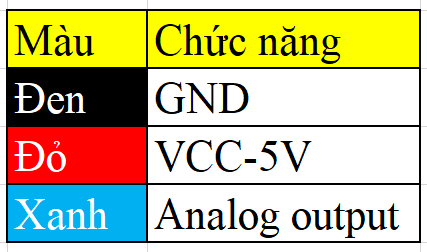 Màu Chức năng
Đen GND
Đỏ VCC-5V
Xanh Analog output